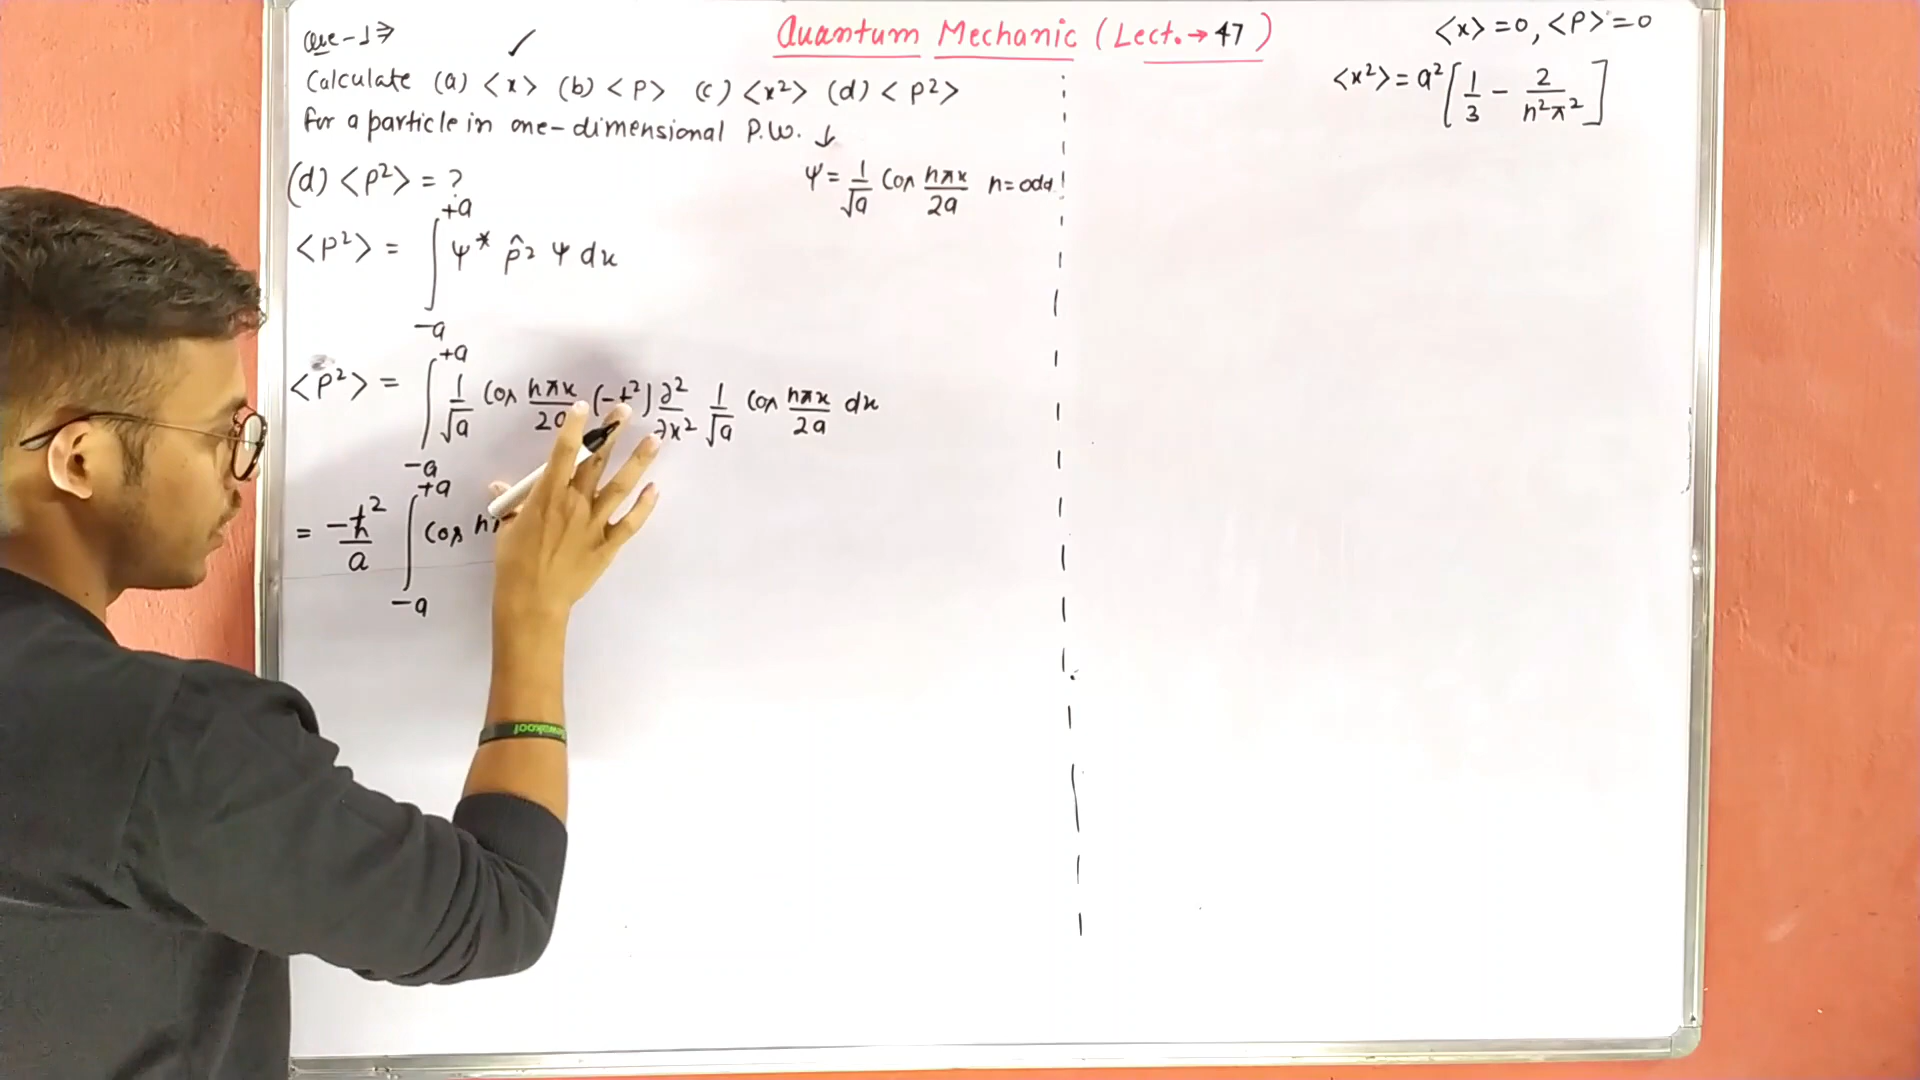 Quantum Mechanic (Lect.→47)
Que-1⇒
Calculate (a) <x> (b) <P> (c) <x²> (d) <P²>
for a particle in one-dimensional P.W. ↓
(d) <P²> = ?
ψ = 1/√a Cos nπx/2a n=odd
<P²> = ∫₋ₐ⁺ᵃ ψ* p̂² ψ dx
<P²> = ∫₋ₐ⁺ᵃ 1/√a Cos nπx/2a (-ħ²) ∂²/∂x² 1/√a Cos nπx/2a dx
= -ħ²/a ∫₋ₐ⁺ᵃ Cos nπ
<x> = 0, <P> = 0
<x²> = a² [1/3 - 2/n²π²]